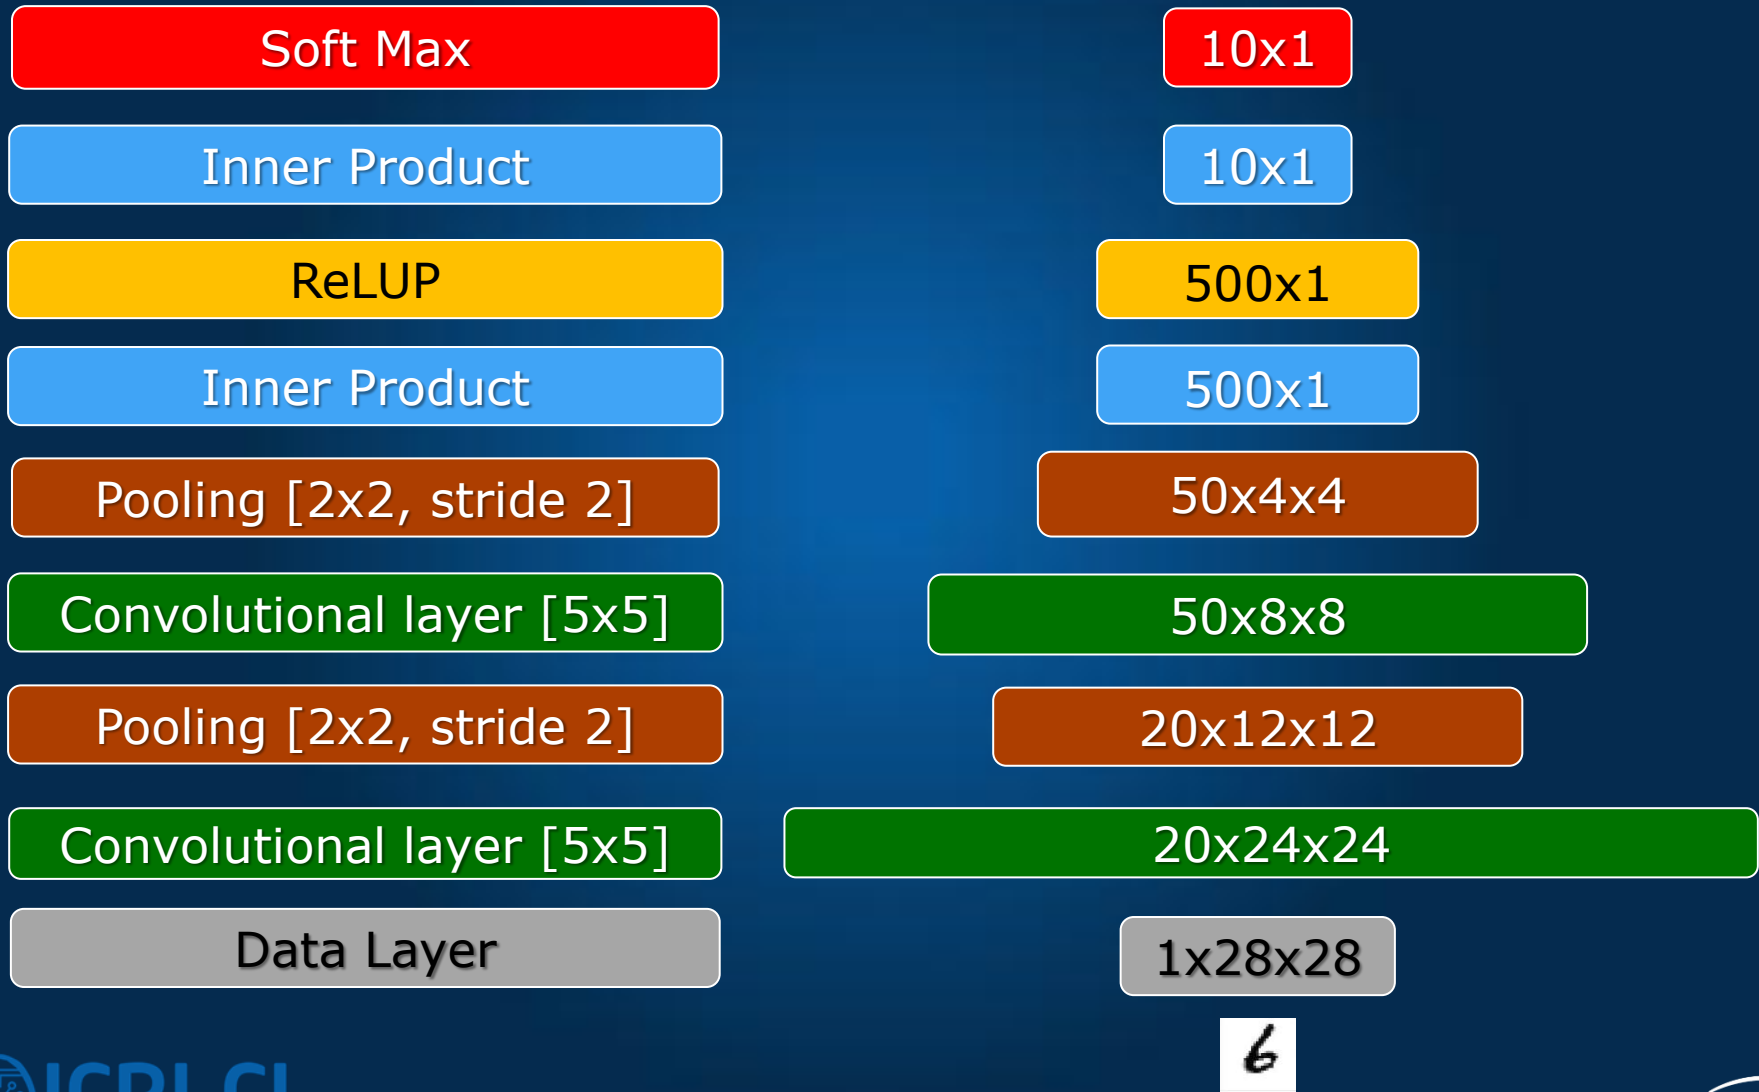 Soft Max 10x1
Inner Product 10x1
ReLUP 500x1
Inner Product 500x1
Pooling [2x2, stride 2] 50x4x4
Convolutional layer [5x5] 50x8x8
Pooling [2x2, stride 2] 20x12x12
Convolutional layer [5x5] 20x24x24
Data Layer 1x28x28
6